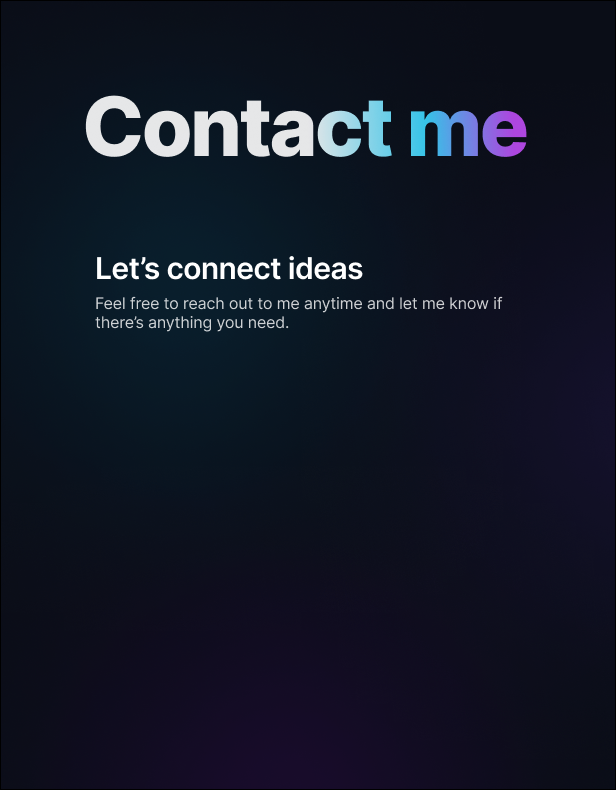 Contact me
Let’s connect ideas
Feel free to reach out to me anytime and let me know if
there’s anything you need.